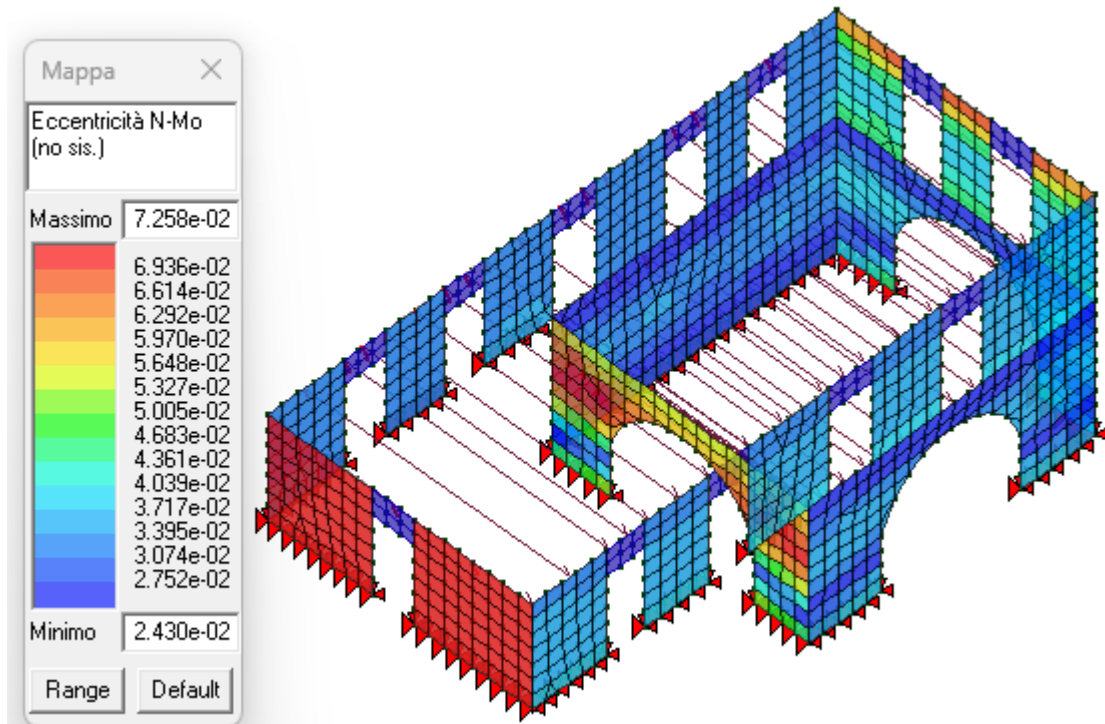 Mappa
Eccentricità N-Mo
(no sis.)
Massimo 7.258e-02
6.936e-02
6.614e-02
6.292e-02
5.970e-02
5.648e-02
5.327e-02
5.005e-02
4.683e-02
4.361e-02
4.039e-02
3.717e-02
3.395e-02
3.074e-02
2.752e-02
Minimo 2.430e-02
Range Default